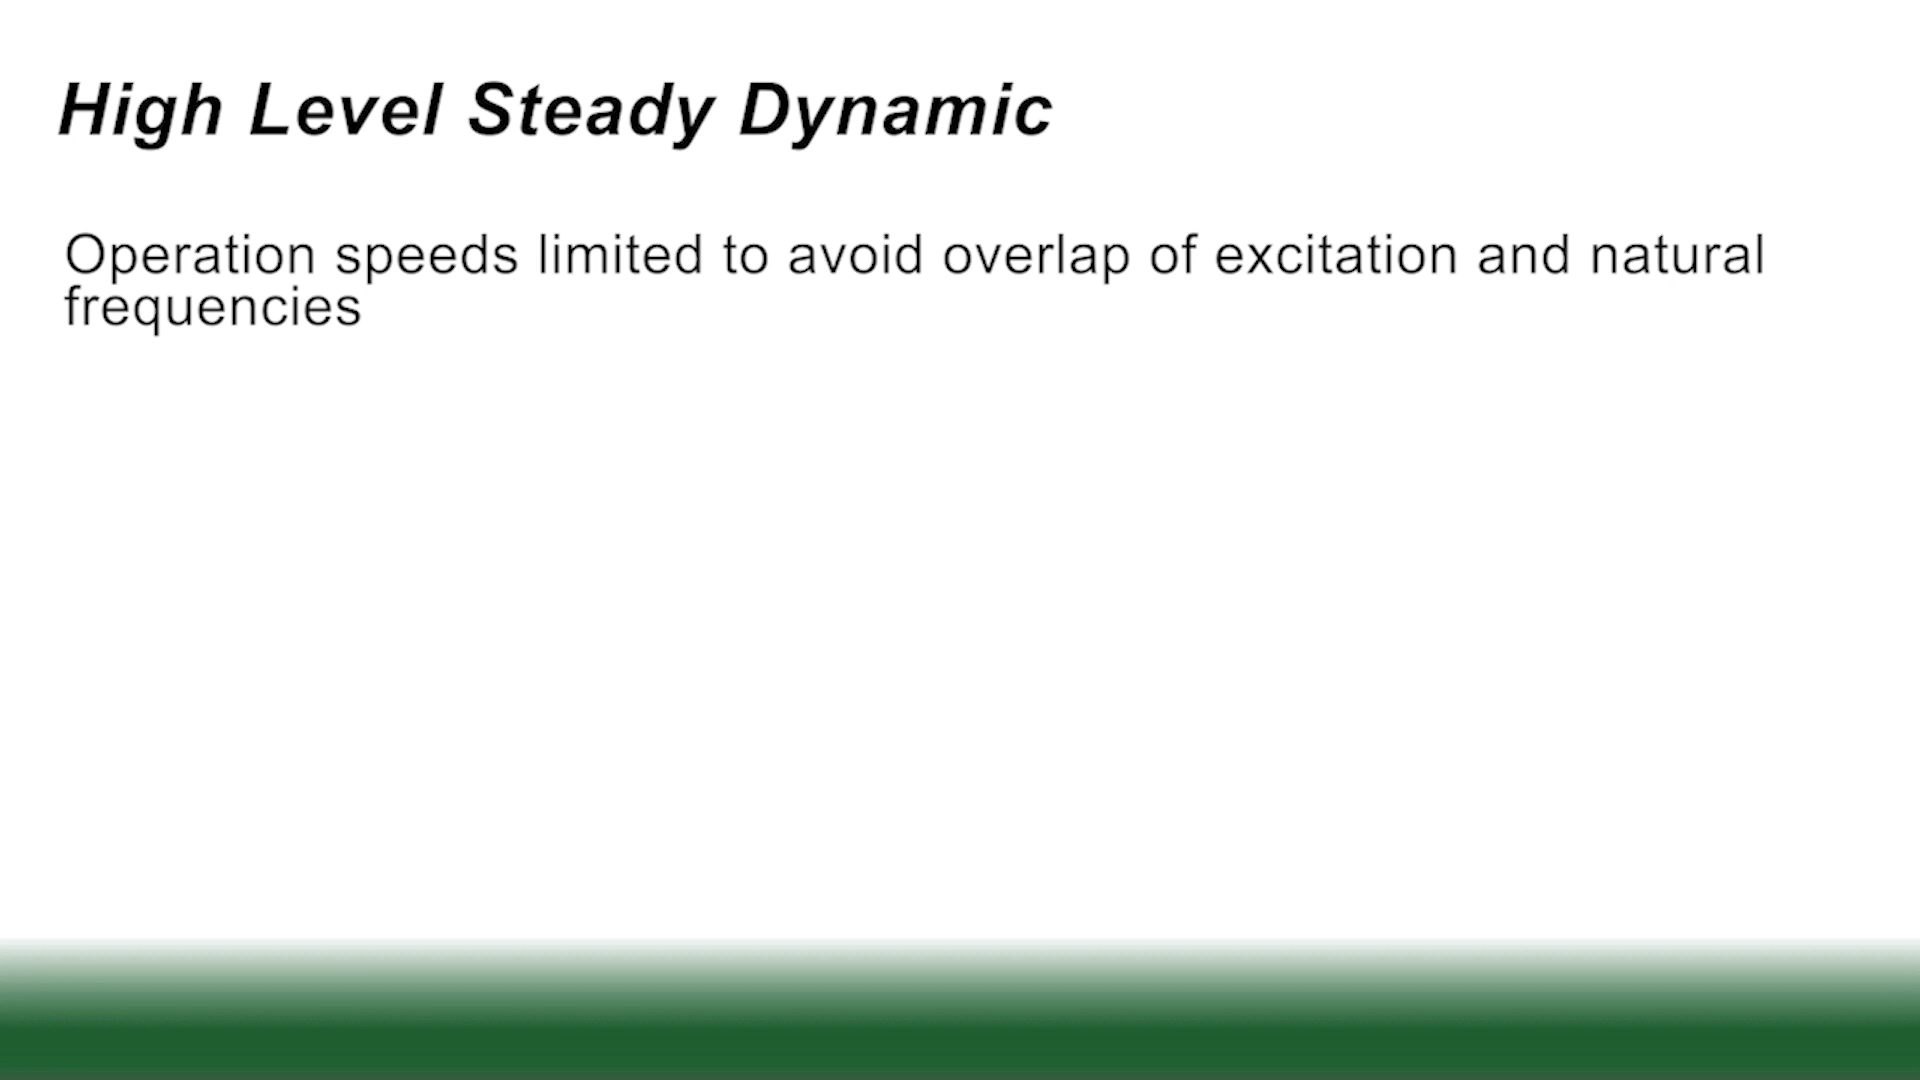 High Level Steady Dynamic
Operation speeds limited to avoid overlap of excitation and natural
frequencies